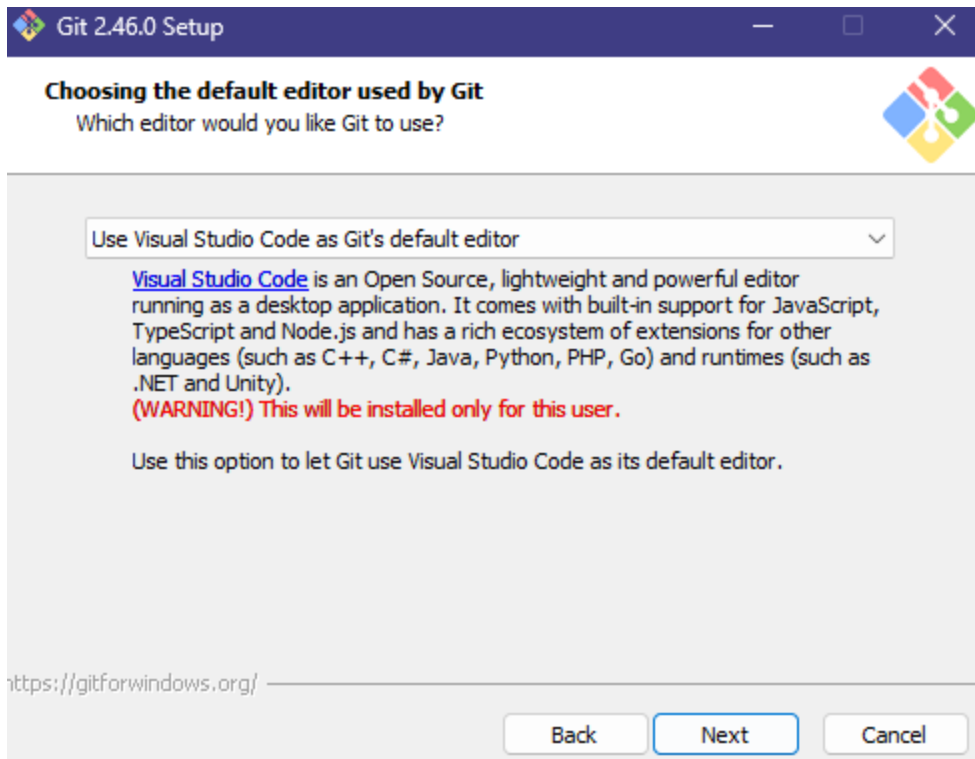 Git 2.46.0 Setup
Choosing the default editor used by Git
Which editor would you like Git to use?
Use Visual Studio Code as Git's default editor
Visual Studio Code is an Open Source, lightweight and powerful editor
running as a desktop application. It comes with built-in support for JavaScript,
TypeScript and Node.js and has a rich ecosystem of extensions for other
languages (such as C++, C#, Java, Python, PHP, Go) and runtimes (such as
.NET and Unity).
(WARNING!) This will be installed only for this user.
Use this option to let Git use Visual Studio Code as its default editor.
https://gitforwindows.org/
Back Next Cancel